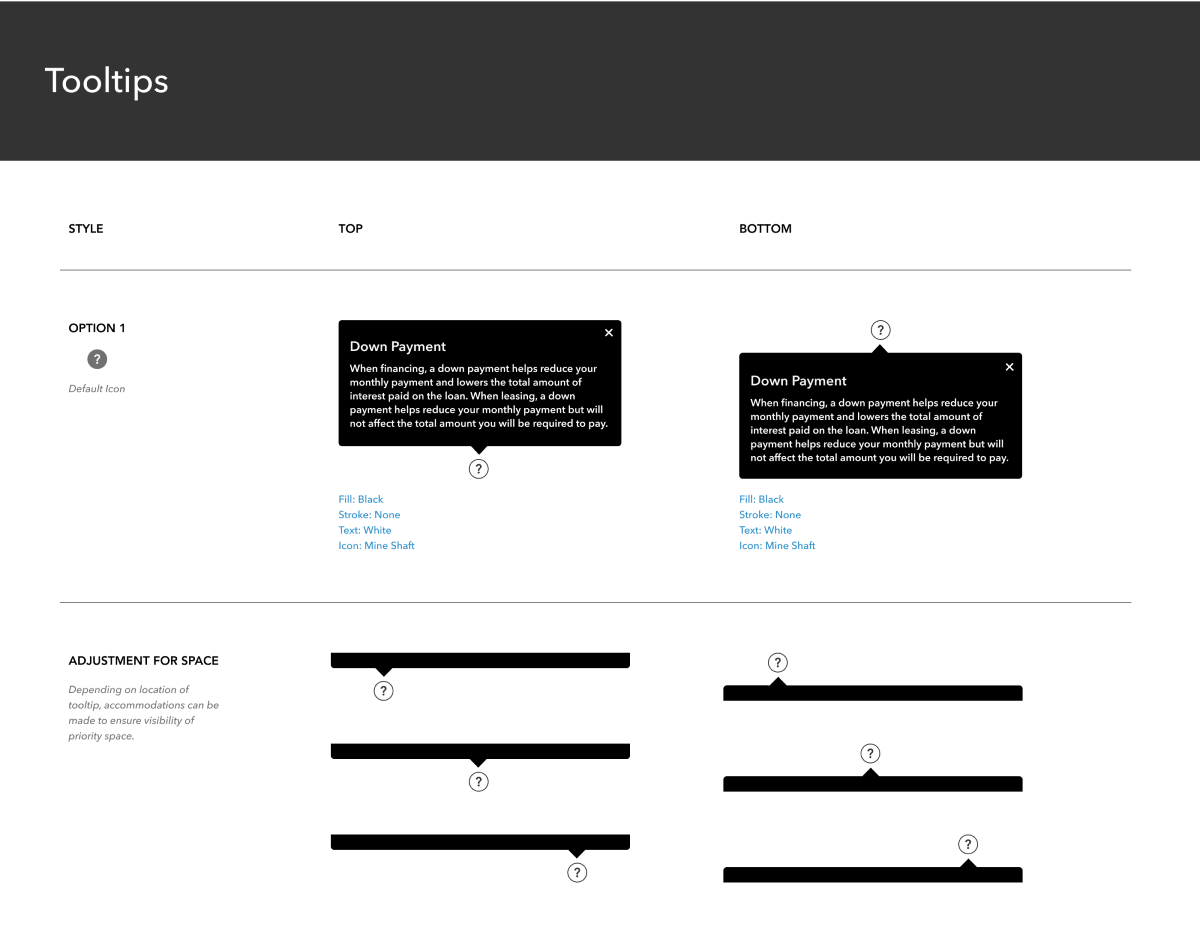 Tooltips
STYLE
TOP
BOTTOM
OPTION 1
?
Default Icon
×
Down Payment
When financing, a down payment helps reduce your
monthly payment and lowers the total amount of
interest paid on the loan. When leasing, a down
payment helps reduce your monthly payment but will
not affect the total amount you will be required to pay.
?
Fill: Black
Stroke: None
Text: White
Icon: Mine Shaft
?
×
Down Payment
When financing, a down payment helps reduce your
monthly payment and lowers the total amount of
interest paid on the loan. When leasing, a down
payment helps reduce your monthly payment but will
not affect the total amount you will be required to pay.
Fill: Black
Stroke: None
Text: White
Icon: Mine Shaft
ADJUSTMENT FOR SPACE
Depending on location of
tooltip, accommodations can be
made to ensure visibility of
priority space.
?
?
?
?
?
?